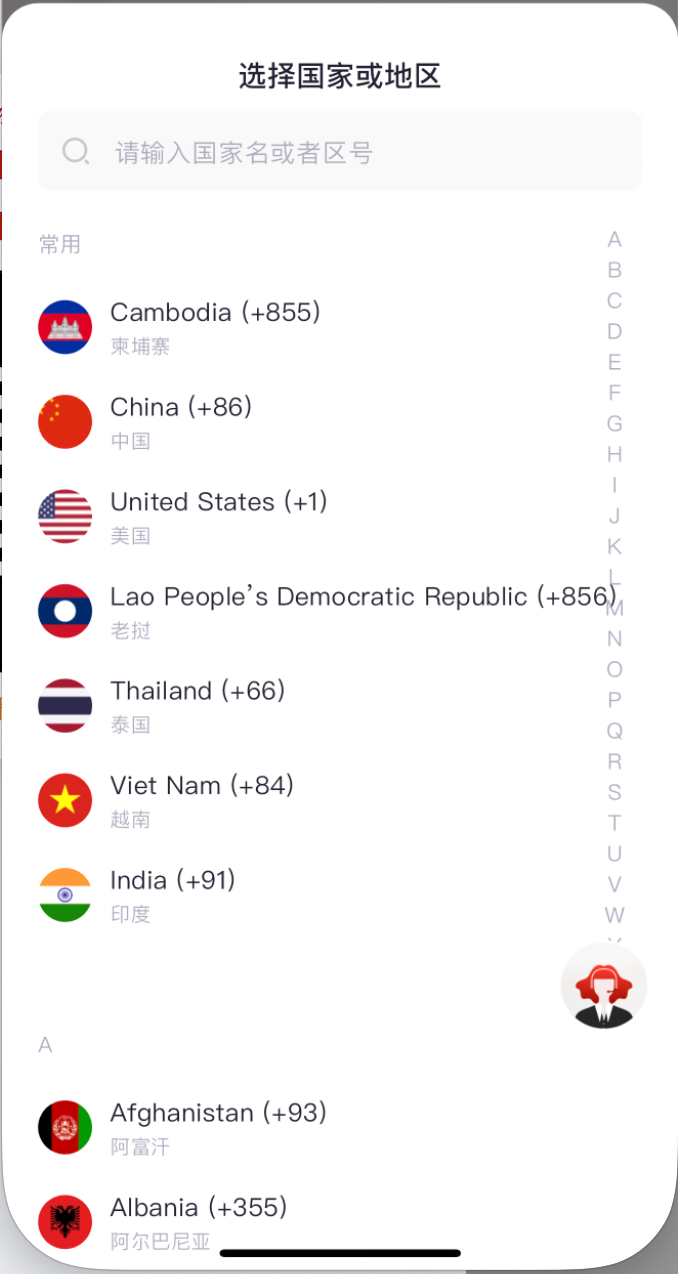 选择国家或地区
请输入国家名或者区号
常用
Cambodia (+855)
柬埔寨
China (+86)
中国
United States (+1)
美国
Lao People’s Democratic Republic (+856)
老挝
Thailand (+66)
泰国
Viet Nam (+84)
越南
India (+91)
印度
A
Afghanistan (+93)
阿富汗
Albania (+355)
阿尔巴尼亚
A
B
C
D
E
F
G
H
I
J
K
L
M
N
O
P
Q
R
S
T
U
V
W